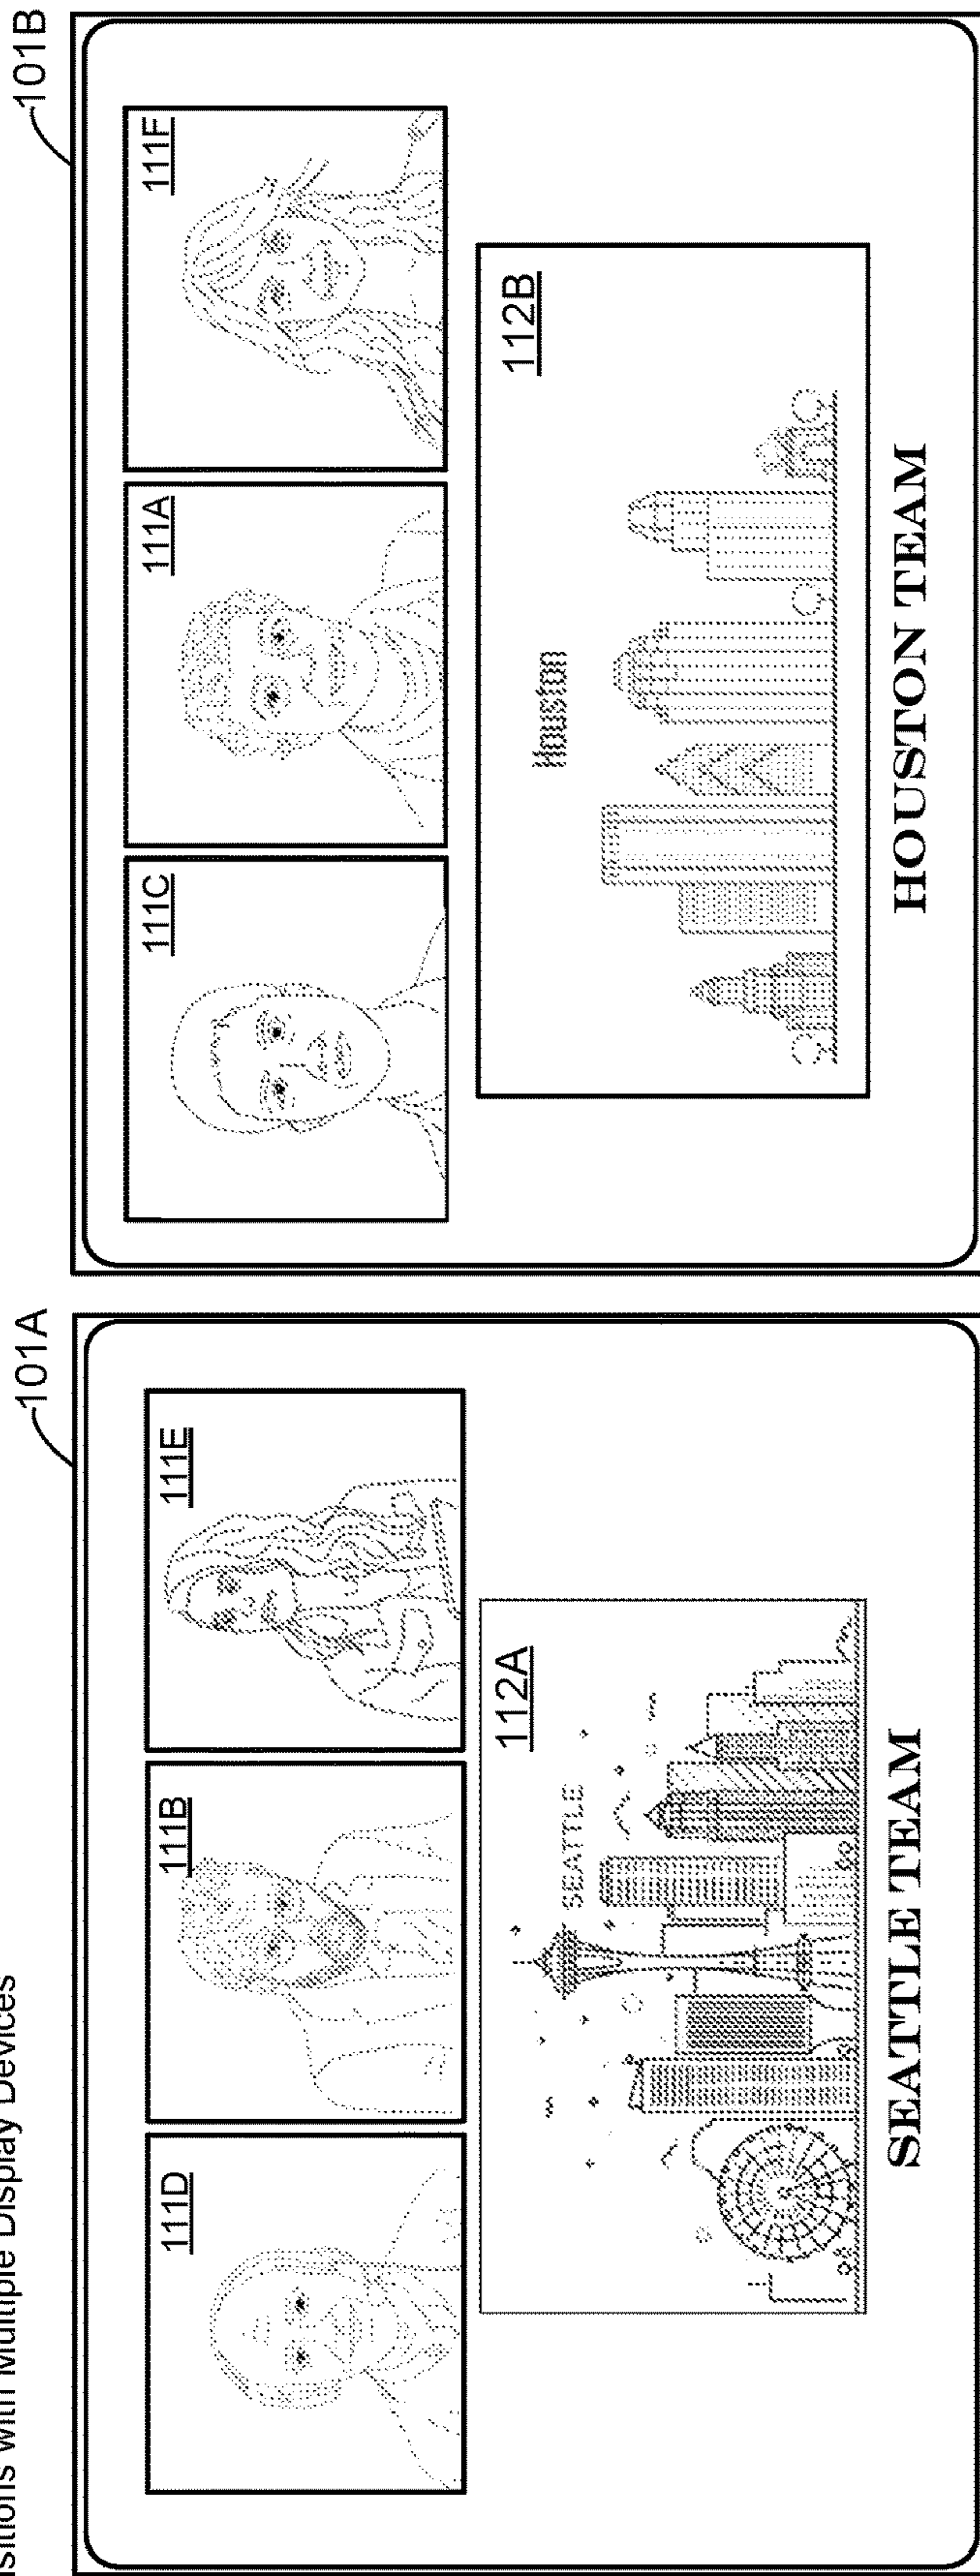 with Multiple Display Devices
101A
111D
111B
111E
112A
SEATTLE
SEATTLE TEAM
101B
111C
111A
111F
112B
Houston
HOUSTON TEAM